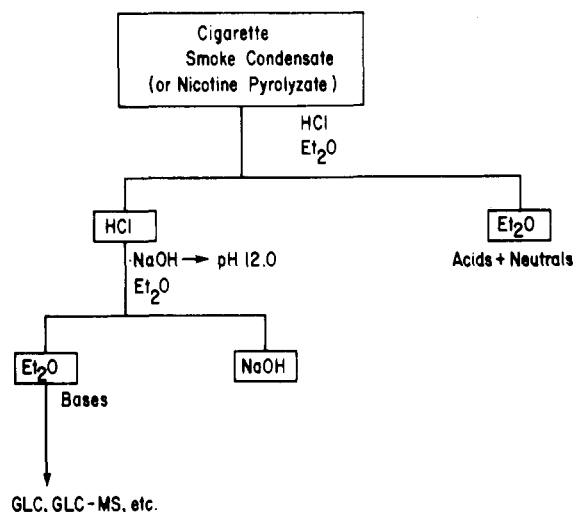 Cigarette
Smoke Condensate
(or Nicotine Pyrolyzate)
HCl
Et2O
HCl
Et2O
NaOH → pH 12.0
Et2O
Acids + Neutrals
Et2O
NaOH
Bases
GLC, GLC-MS, etc.